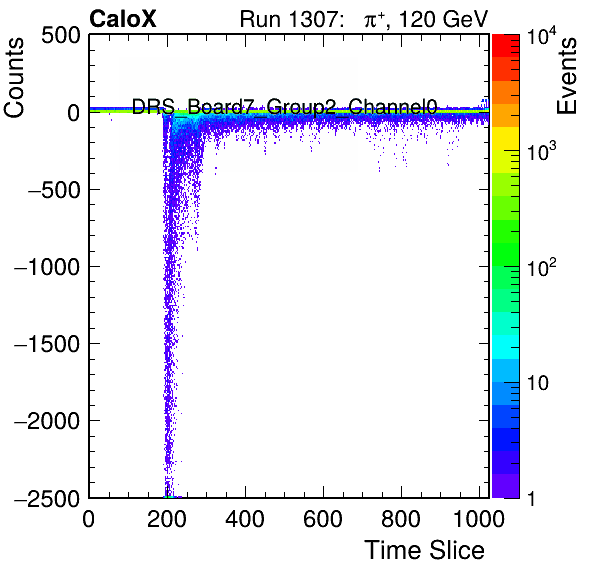 CaloX Run 1307: π⁺, 120 GeV
Counts
Events
DRS_Board7_Group2_Channel0
500
0
−500
−1000
−1500
−2000
−2500
0 200 400 600 800 1000
Time Slice
10⁴
10³
10²
10
1